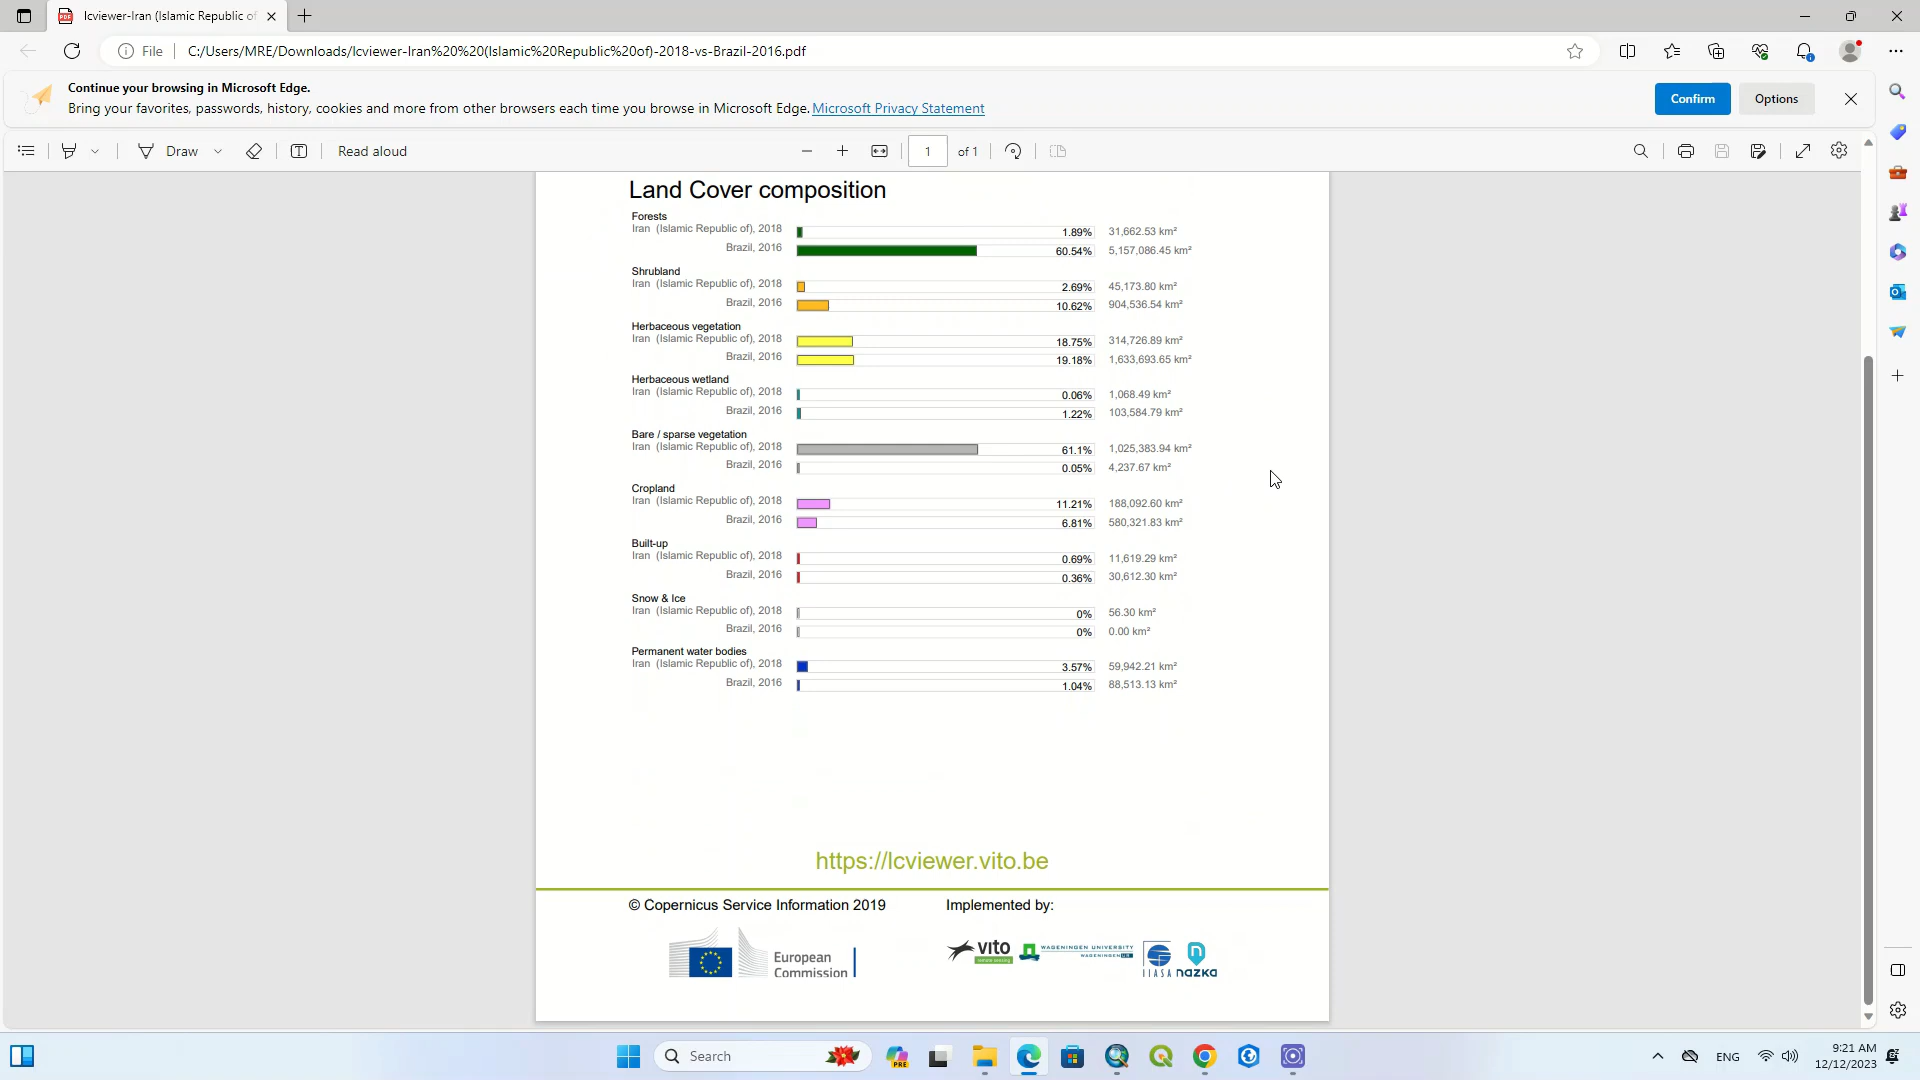 lcviewer-Iran (Islamic Republic of
File
C:/Users/MRE/Downloads/lcviewer-Iran%20%20(Islamic%20Republic%20of)-2018-vs-Brazil-2016.pdf
Continue your browsing in Microsoft Edge.
Bring your favorites, passwords, history, cookies and more from other browsers each time you browse in Microsoft Edge. Microsoft Privacy Statement
Confirm
Options
Draw
Read aloud
1 of 1
Land Cover composition
Forests
Iran (Islamic Republic of), 2018 1.89% 31,662.53 km²
Brazil, 2016 60.54% 5,157,086.45 km²
Shrubland
Iran (Islamic Republic of), 2018 2.69% 45,173.80 km²
Brazil, 2016 10.62% 904,536.54 km²
Herbaceous vegetation
Iran (Islamic Republic of), 2018 18.75% 314,726.89 km²
Brazil, 2016 19.18% 1,633,693.65 km²
Herbaceous wetland
Iran (Islamic Republic of), 2018 0.06% 1,068.49 km²
Brazil, 2016 1.22% 103,584.79 km²
Bare / sparse vegetation
Iran (Islamic Republic of), 2018 61.1% 1,025,383.94 km²
Brazil, 2016 0.05% 4,237.67 km²
Cropland
Iran (Islamic Republic of), 2018 11.21% 188,092.60 km²
Brazil, 2016 6.81% 580,321.83 km²
Built-up
Iran (Islamic Republic of), 2018 0.69% 11,619.29 km²
Brazil, 2016 0.36% 30,612.30 km²
Snow & Ice
Iran (Islamic Republic of), 2018 0% 56.30 km²
Brazil, 2016 0% 0.00 km²
Permanent water bodies
Iran (Islamic Republic of), 2018 3.57% 59,942.21 km²
Brazil, 2016 1.04% 88,513.13 km²
https://lcviewer.vito.be
© Copernicus Service Information 2019
Implemented by:
European
Commission
vito
remote sensing
WAGENINGEN UNIVERSITY
WAGENINGEN UR
IIASA
nazka
Search
PRE
ENG
9:21 AM
12/12/2023